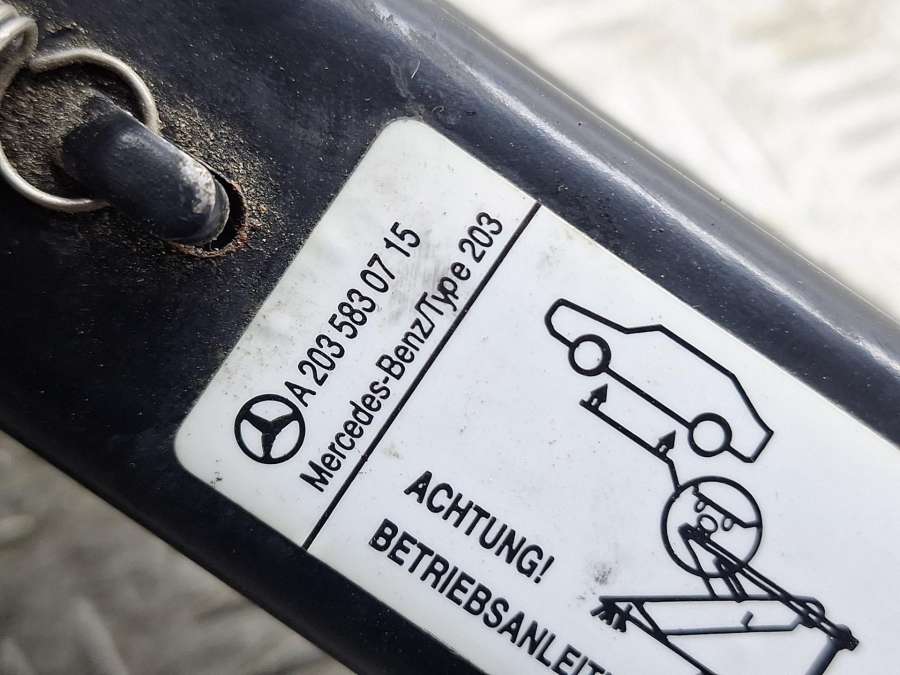 A 203 583 07 15
Mercedes-Benz/Type 203
ACHTUNG!